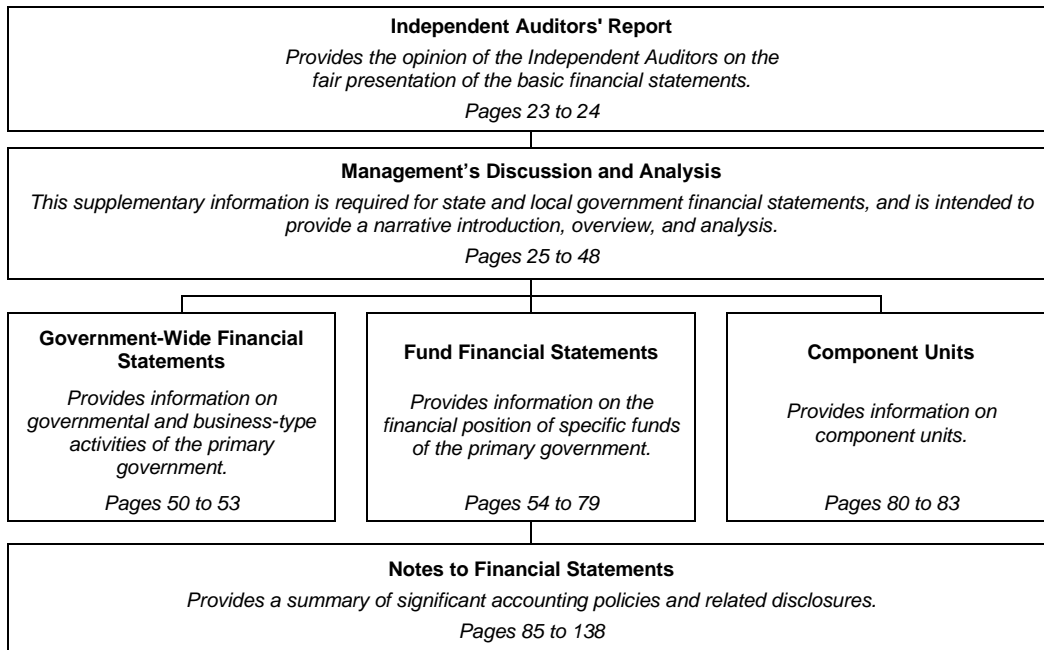 Independent Auditors' Report
Provides the opinion of the Independent Auditors on the
fair presentation of the basic financial statements.
Pages 23 to 24
Management’s Discussion and Analysis
This supplementary information is required for state and local government financial statements, and is intended to
provide a narrative introduction, overview, and analysis.
Pages 25 to 48
Government-Wide Financial
Statements
Provides information on
governmental and business-type
activities of the primary
government.
Pages 50 to 53
Fund Financial Statements
Provides information on the
financial position of specific funds
of the primary government.
Pages 54 to 79
Component Units
Provides information on
component units.
Pages 80 to 83
Notes to Financial Statements
Provides a summary of significant accounting policies and related disclosures.
Pages 85 to 138